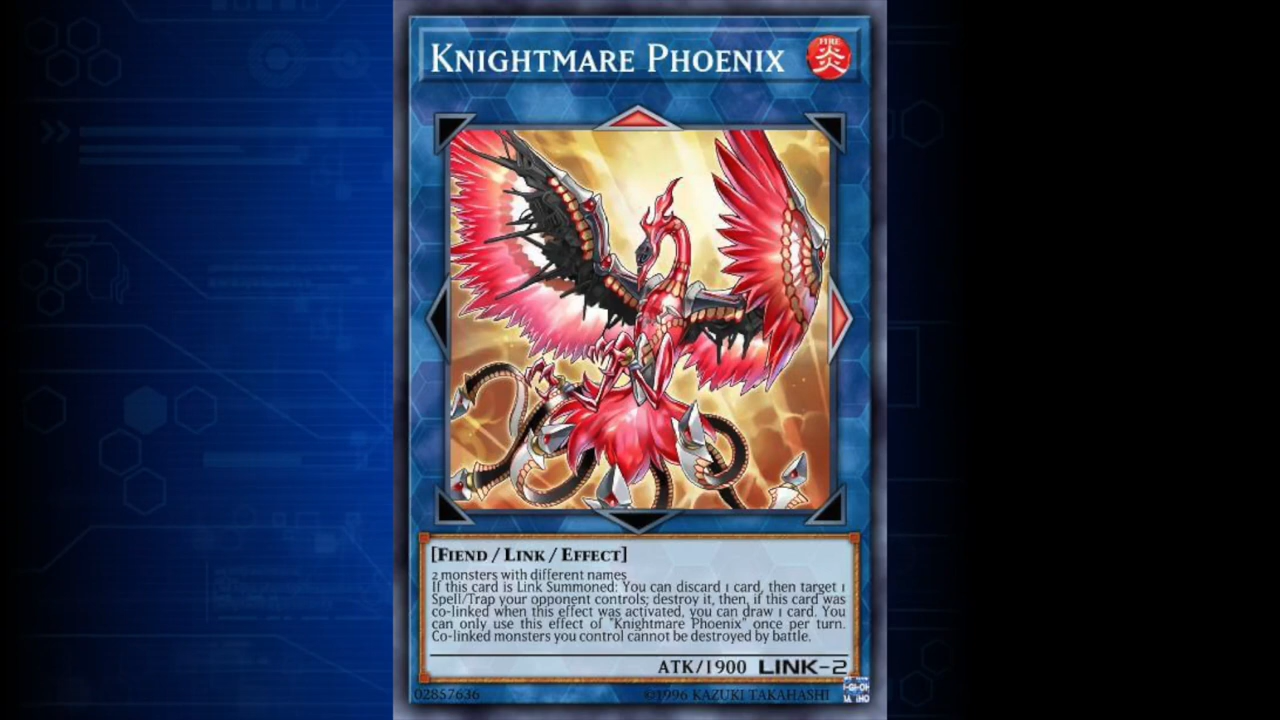 KNIGHTMARE PHOENIX
FIRE
炎
[FIEND / LINK / EFFECT]
2 monsters with different names
If this card is Link Summoned: You can discard 1 card, then target 1
Spell/Trap your opponent controls; destroy it, then, if this card was
co-linked when this effect was activated, you can draw 1 card. You
can only use this effect of "Knightmare Phoenix" once per turn.
Co-linked monsters you control cannot be destroyed by battle.
ATK/1900 LINK-2
02857636 ©1996 KAZUKI TAKAHASHI